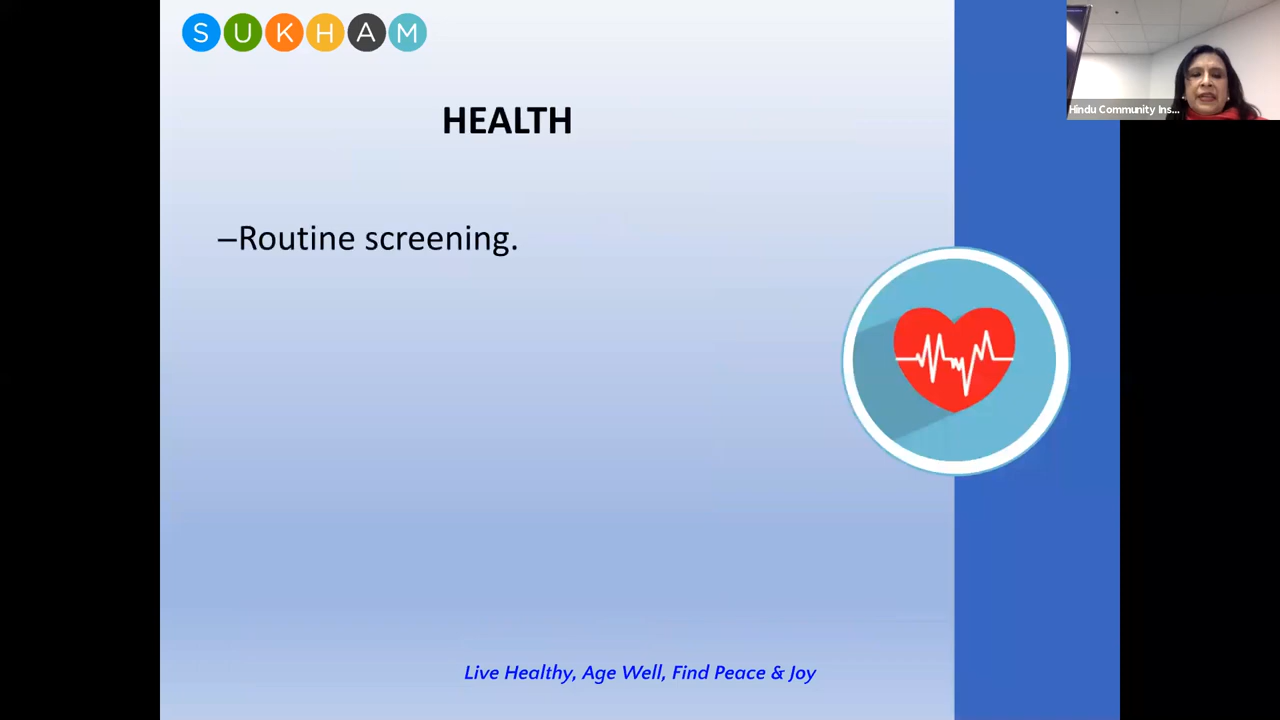 SUKHAM
Hindu Community Ins...
HEALTH
–Routine screening.
Live Healthy, Age Well, Find Peace & Joy